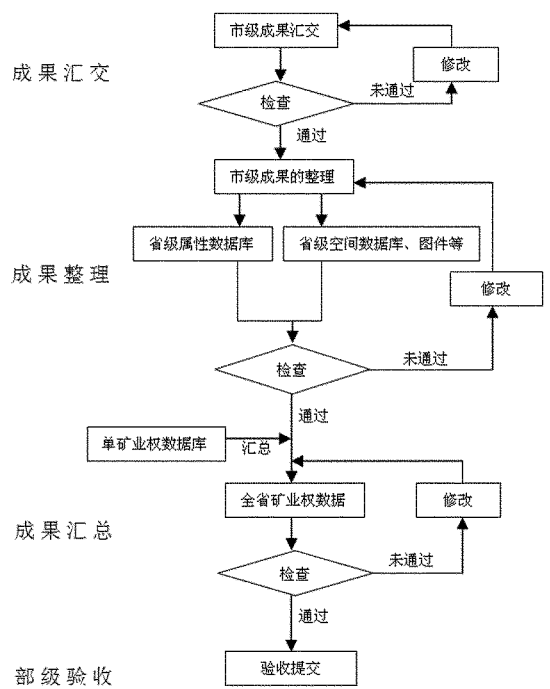 市级成果汇交
修改
成果汇交
检查
未通过
通过
市级成果的整理
省级属性数据库
省级空间数据库、图件等
成果整理
修改
检查
未通过
通过
单矿业权数据库
汇总
全省矿业权数据
修改
成果汇总
检查
未通过
通过
验收提交
部级验收